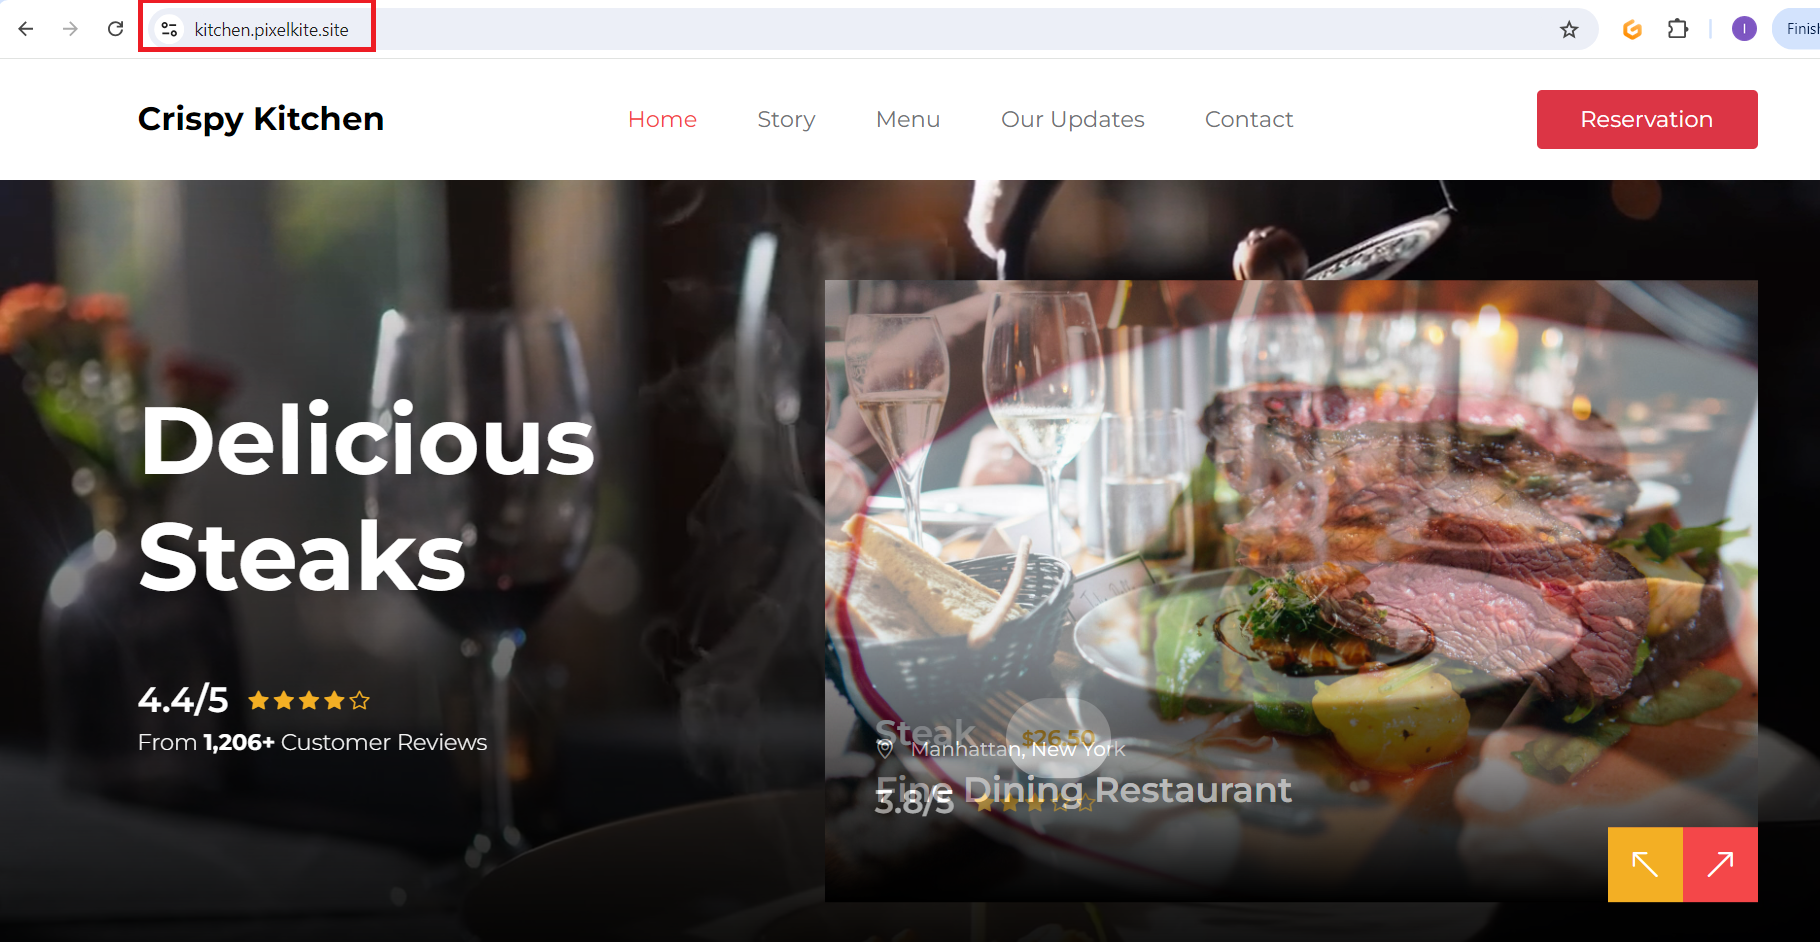 kitchen.pixelkite.site
Finish
Crispy Kitchen
Home
Story
Menu
Our Updates
Contact
Reservation
Delicious
Steaks
4.4/5
From 1,206+ Customer Reviews
Steak
$26.50
Manhattan, New York
Fine Dining Restaurant
3.8/5